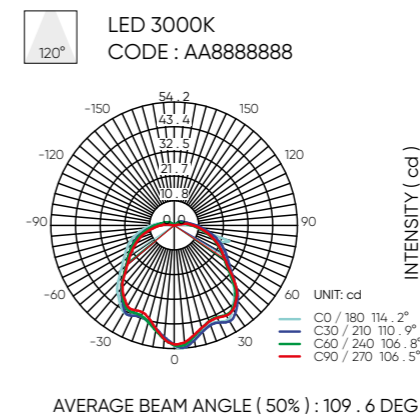 120°
LED 3000K
CODE : AA8888888
54.2
43.4
32.5
21.7
10.8
0.0
-150
150
-120
120
-90
90
-60
60
-30
30
0
INTENSITY ( cd )
UNIT: cd
C0 / 180 114.2°
C30 / 210 110.9°
C60 / 240 106.8°
C90 / 270 106.5°
AVERAGE BEAM ANGLE ( 50% ) : 109 . 6 DEG